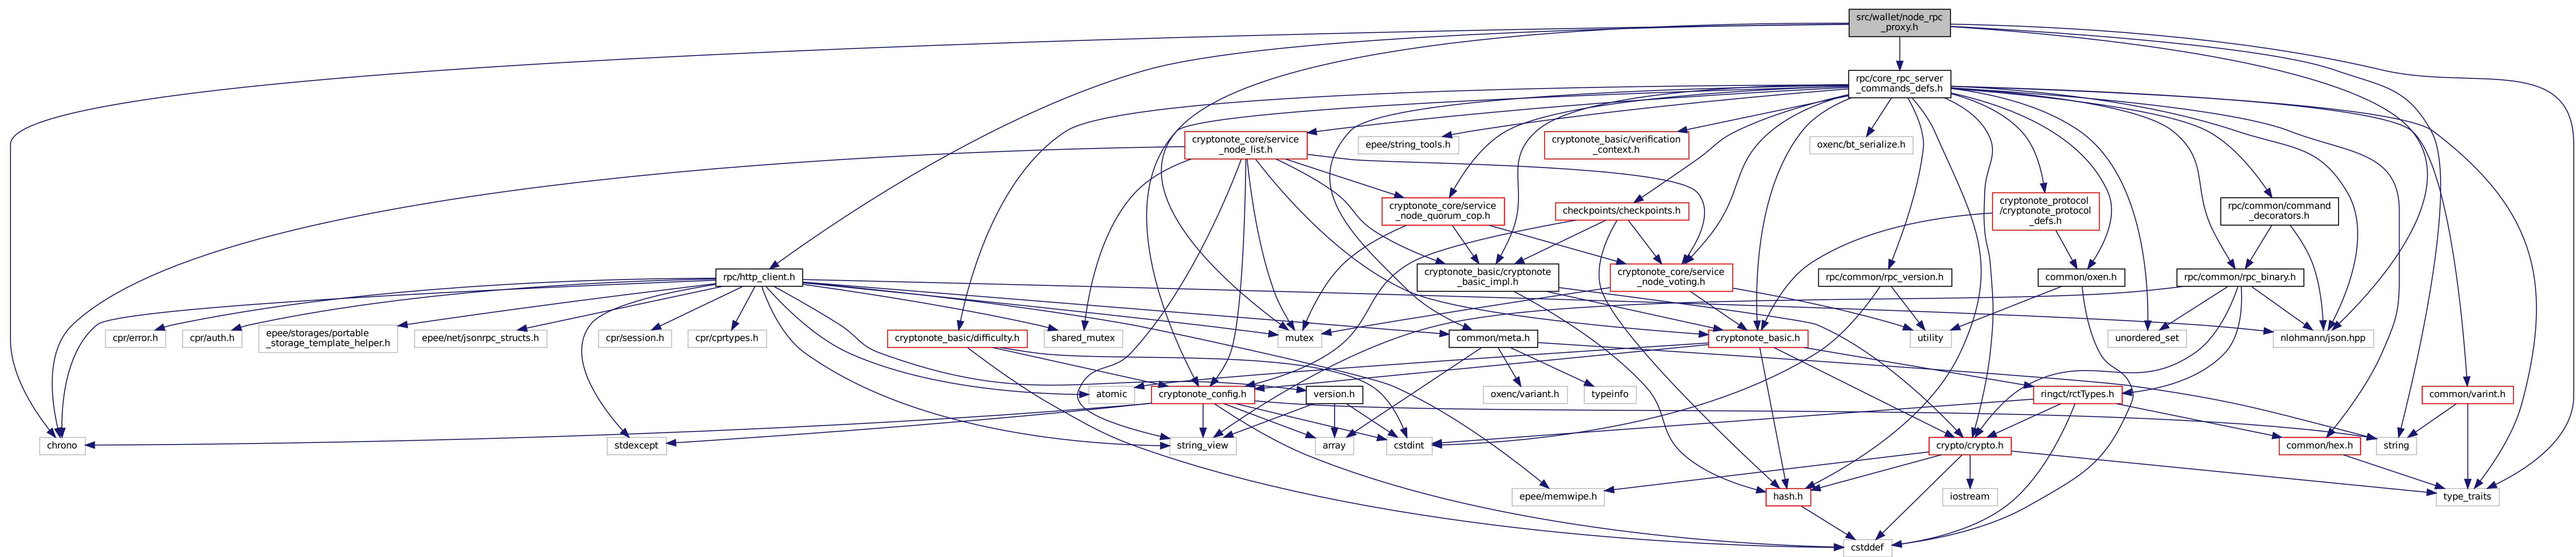 src/wallet/node_rpc
_proxy.h
rpc/core_rpc_server
_commands_defs.h
cryptonote_core/service
_node_list.h
epee/string_tools.h
cryptonote_basic/verification
_context.h
oxenc/bt_serialize.h
cryptonote_core/service
_node_quorum_cop.h
checkpoints/checkpoints.h
cryptonote_protocol
/cryptonote_protocol
_defs.h
rpc/common/command
_decorators.h
rpc/http_client.h
cryptonote_basic/cryptonote
_basic_impl.h
cryptonote_core/service
_node_voting.h
rpc/common/rpc_version.h
common/oxen.h
rpc/common/rpc_binary.h
cpr/error.h
cpr/auth.h
epee/storages/portable
_storage_template_helper.h
epee/net/jsonrpc_structs.h
cpr/session.h
cpr/cprtypes.h
cryptonote_basic/difficulty.h
shared_mutex
mutex
common/meta.h
cryptonote_basic.h
utility
unordered_set
nlohmann/json.hpp
atomic
cryptonote_config.h
version.h
oxenc/variant.h
typeinfo
ringct/rctTypes.h
common/varint.h
chrono
stdexcept
string_view
array
cstdint
crypto/crypto.h
common/hex.h
string
epee/memwipe.h
hash.h
iostream
type_traits
cstddef